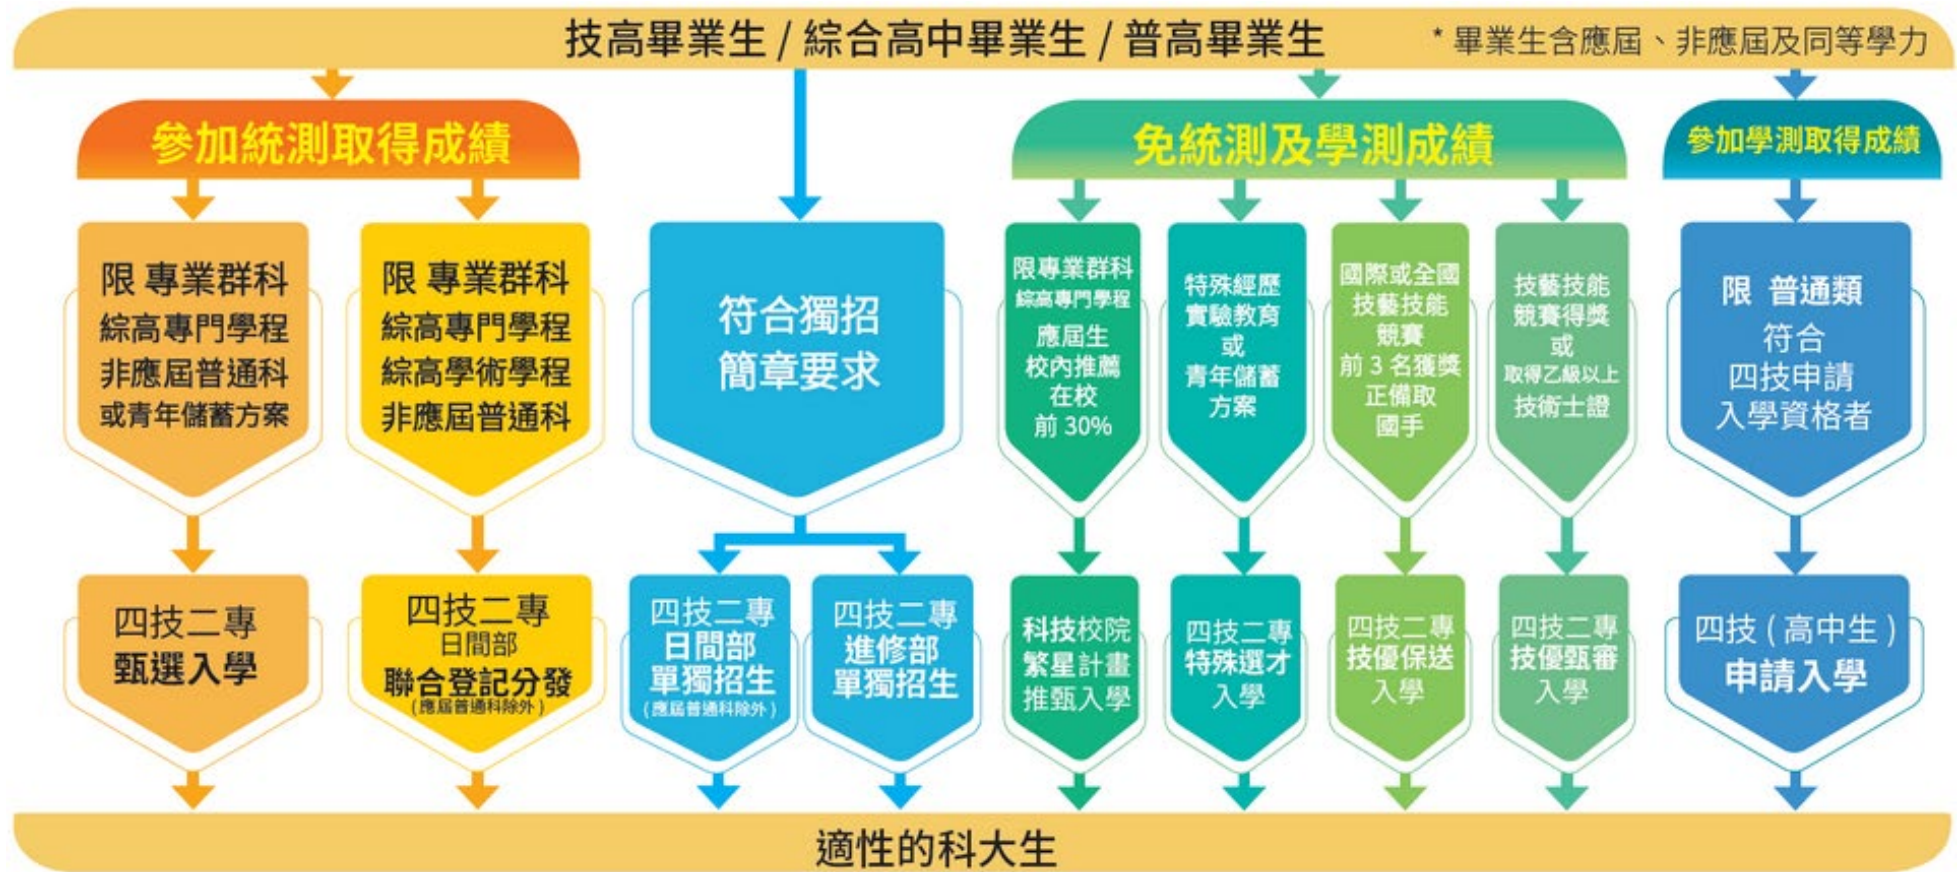 技高畢業生 / 綜合高中畢業生 / 普高畢業生
* 畢業生含應屆、非應屆及同等學力
參加統測取得成績
限 專業群科
綜高專門學程
非應屆普通科
或青年儲蓄方案
四技二專
甄選入學
限 專業群科
綜高專門學程
綜高學術學程
非應屆普通科
四技二專
日間部
聯合登記分發
( 應屆普通科除外 )
符合獨招
簡章要求
四技二專
日間部
單獨招生
( 應屆普通科除外 )
四技二專
進修部
單獨招生
免統測及學測成績
限專業群科
綜高專門學程
應屆生
校內推薦
在校
前 30%
科技校院
繁星計畫
推甄入學
特殊經歷
實驗教育
或
青年儲蓄
方案
四技二專
特殊選才
入學
國際或全國
技藝技能
競賽
前 3 名獲獎
正備取
國手
四技二專
技優保送
入學
技藝技能
競賽得獎
或
取得乙級以上
技術士證
四技二專
技優甄審
入學
參加學測取得成績
限 普通類
符合
四技申請
入學資格者
四技 ( 高中生 )
申請入學
適性的科大生